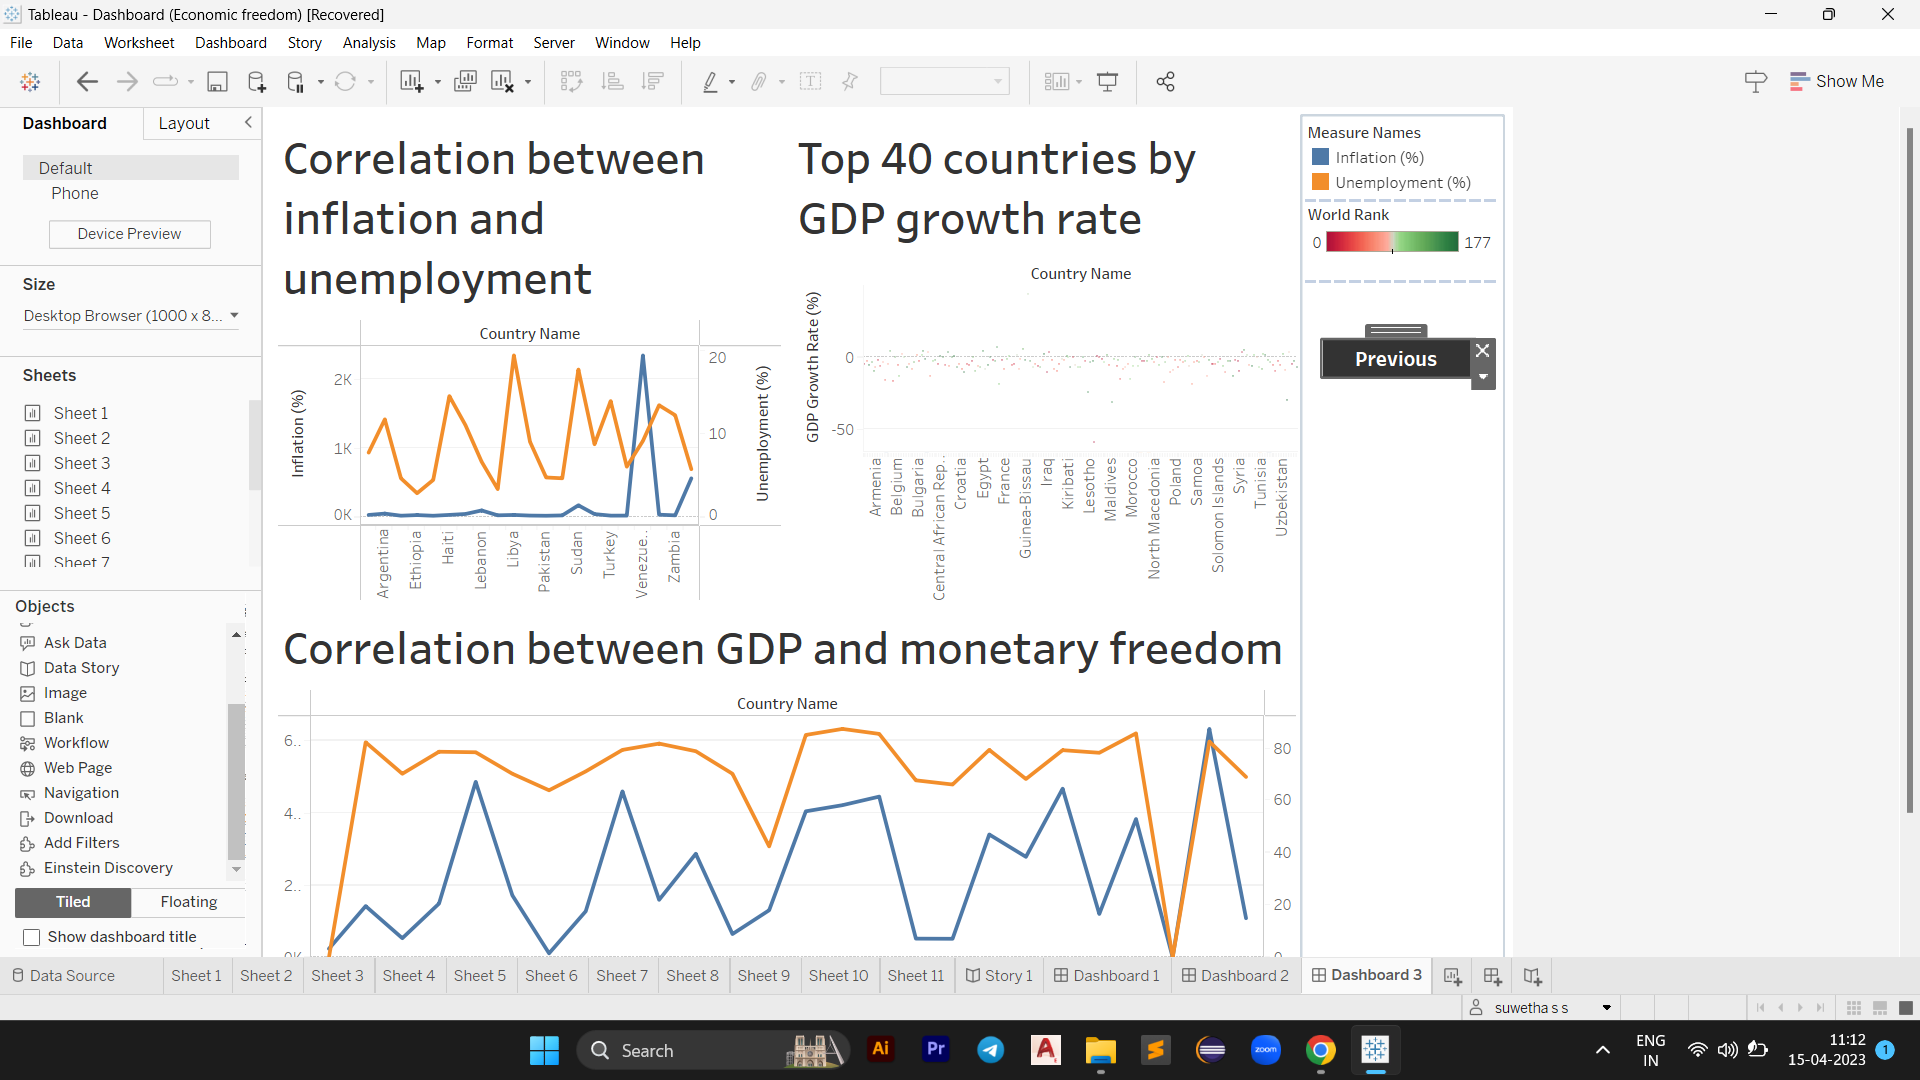 Tableau - Dashboard (Economic freedom) [Recovered]
File Data Worksheet Dashboard Story Analysis Map Format Server Window Help
Show Me
Dashboard Layout
Default
Phone
Device Preview
Size
Desktop Browser (1000 x 8...
Sheets
Sheet 1
Sheet 2
Sheet 3
Sheet 4
Sheet 5
Sheet 6
Sheet 7
Objects
Ask Data
Data Story
Image
Blank
Workflow
Web Page
Navigation
Download
Add Filters
Einstein Discovery
Tiled Floating
Show dashboard title
Correlation between
inflation and
unemployment
Country Name
Inflation (%)
2K
1K
0K
20
10
0
Unemployment (%)
Argentina
Ethiopia
Haiti
Lebanon
Libya
Pakistan
Sudan
Turkey
Venezue..
Zambia
Top 40 countries by
GDP growth rate
Country Name
GDP Growth Rate (%)
0
-50
Armenia
Belgium
Bulgaria
Central African Rep..
Croatia
Egypt
France
Guinea-Bissau
Iraq
Kiribati
Lesotho
Maldives
Morocco
North Macedonia
Poland
Samoa
Solomon Islands
Syria
Tunisia
Uzbekistan
Measure Names
Inflation (%)
Unemployment (%)
World Rank
0 177
Previous
Correlation between GDP and monetary freedom
Country Name
6..
4..
2..
0K
80
60
40
20
0
Data Source Sheet 1 Sheet 2 Sheet 3 Sheet 4 Sheet 5 Sheet 6 Sheet 7 Sheet 8 Sheet 9 Sheet 10 Sheet 11 Story 1 Dashboard 1 Dashboard 2 Dashboard 3
suwetha s s
Search
Ai
Pr
A
zoom
ENG
IN
11:12
15-04-2023
1